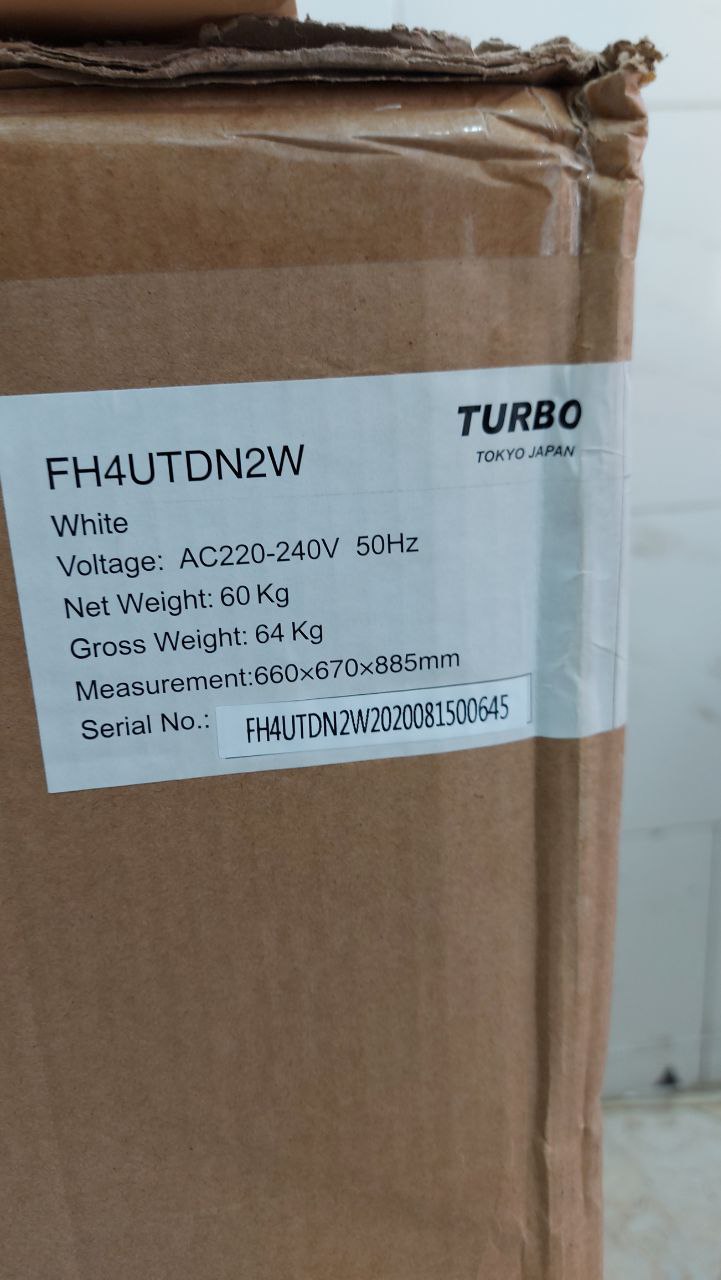 TURBO
TOKYO JAPAN
FH4UTDN2W
White
Voltage: AC220-240V 50Hz
Net Weight: 60 Kg
Gross Weight: 64 Kg
Measurement:660×670×885mm
Serial No.: FH4UTDN2W2020081500645